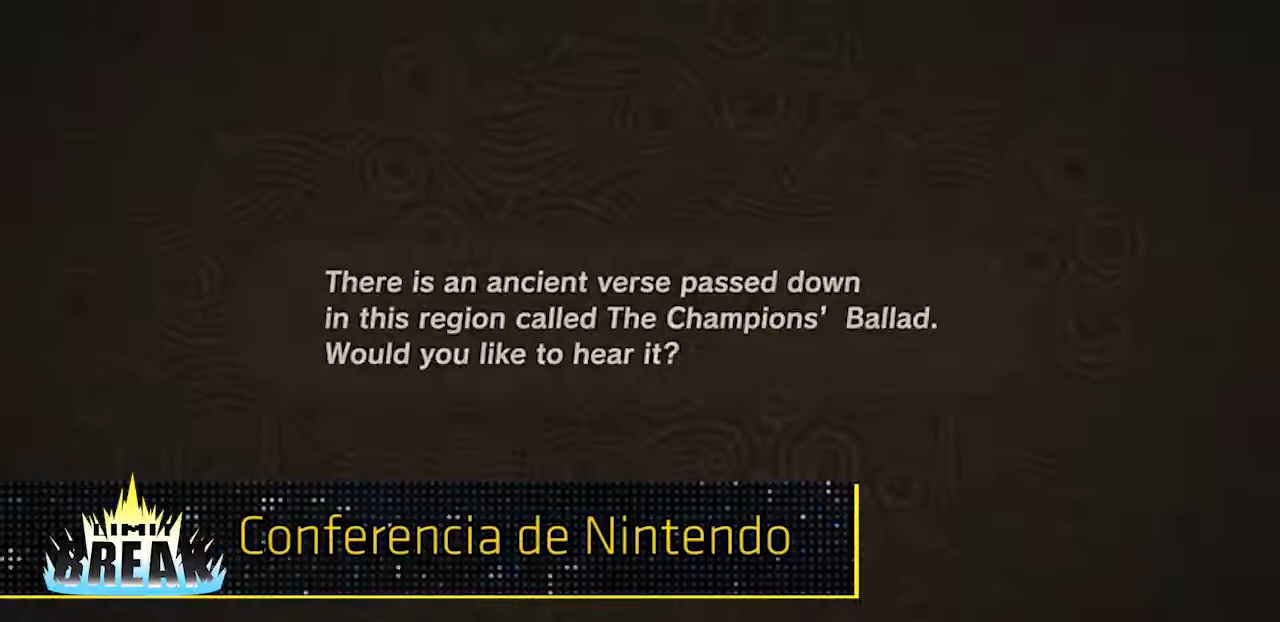 There is an ancient verse passed down
in this region called The Champions' Ballad.
Would you like to hear it?
LIMIT
BREAK
Conferencia de Nintendo